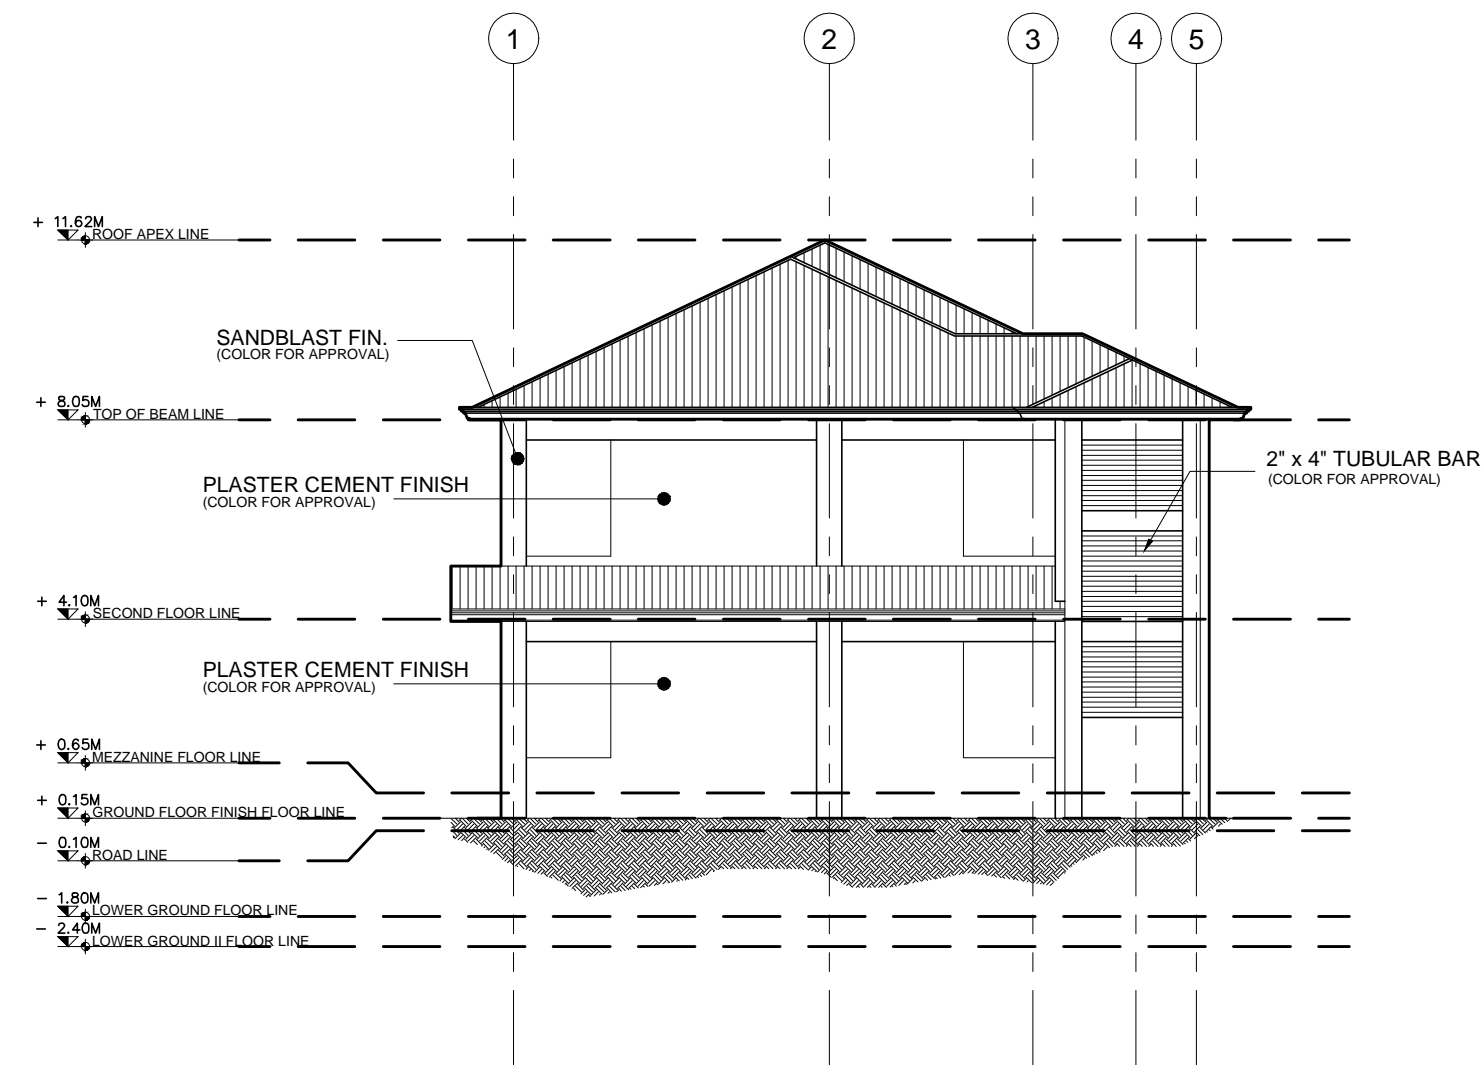 1 2 3 4 5
+ 11.62M
ROOF APEX LINE
SANDBLAST FIN.
(COLOR FOR APPROVAL)
+ 8.05M
TOP OF BEAM LINE
2" x 4" TUBULAR BAR
(COLOR FOR APPROVAL)
PLASTER CEMENT FINISH
(COLOR FOR APPROVAL)
+ 4.10M
SECOND FLOOR LINE
PLASTER CEMENT FINISH
(COLOR FOR APPROVAL)
+ 0.65M
MEZZANINE FLOOR LINE
+ 0.15M
GROUND FLOOR FINISH FLOOR LINE
- 0.10M
ROAD LINE
- 1.80M
LOWER GROUND FLOOR LINE
- 2.40M
LOWER GROUND II FLOOR LINE